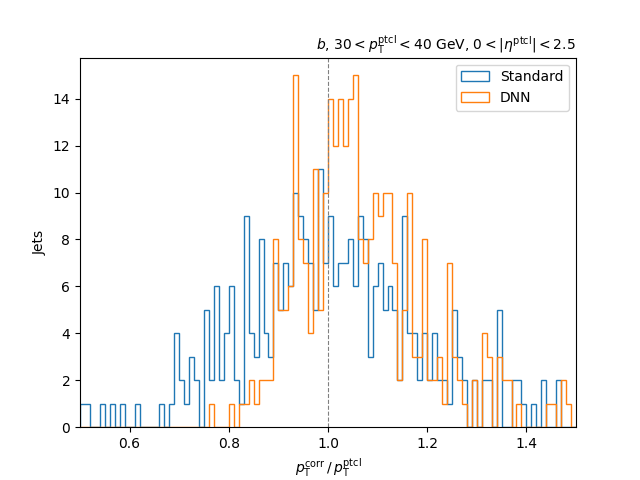 b, 30 < p_T^ptcl < 40 GeV, 0 < |η^ptcl| < 2.5
Standard
DNN
14
12
10
8
6
4
2
0
Jets
0.6 0.8 1.0 1.2 1.4
p_T^corr / p_T^ptcl